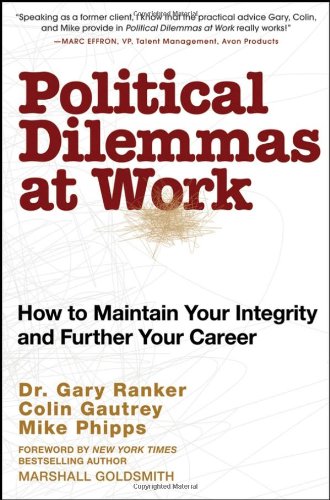 "Speaking as a former client, I know that the practical advice Gary, Colin,
and Mike provide in Political Dilemmas at Work really works!"
—MARC EFFRON, VP, Talent Management, Avon Products
Political
Dilemmas
at Work
How to Maintain Your Integrity
and Further Your Career
Dr. Gary Ranker
Colin Gautrey
Mike Phipps
FOREWORD BY NEW YORK TIMES
BESTSELLING AUTHOR
MARSHALL GOLDSMITH